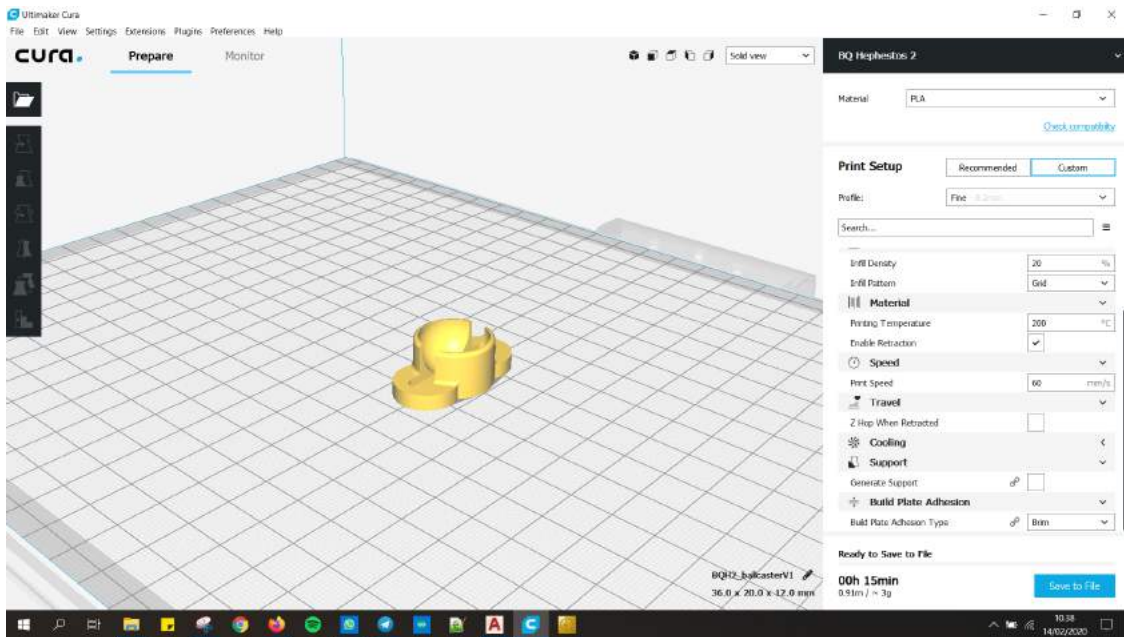 Ultimaker Cura
File Edit View Settings Extensions Plugins Preferences Help
cura.
Prepare
Monitor
Solid view
BQ Hephestos 2
Material
PLA
Check compatibility
Print Setup
Recommended
Custom
Profile:
Fine
Search...
Infill Density
20
%
Infill Pattern
Grid
Material
Printing Temperature
200
°C
Enable Retraction
Speed
Print Speed
60
mm/s
Travel
Z Hop When Retracted
Cooling
Support
Generate Support
Build Plate Adhesion
Build Plate Adhesion Type
Brim
BQH2_ballcasterV1
36.0 x 20.0 x 12.0 mm
Ready to Save to File
00h 15min
0.91m / ~ 3g
Save to File
10:38
14/02/2020